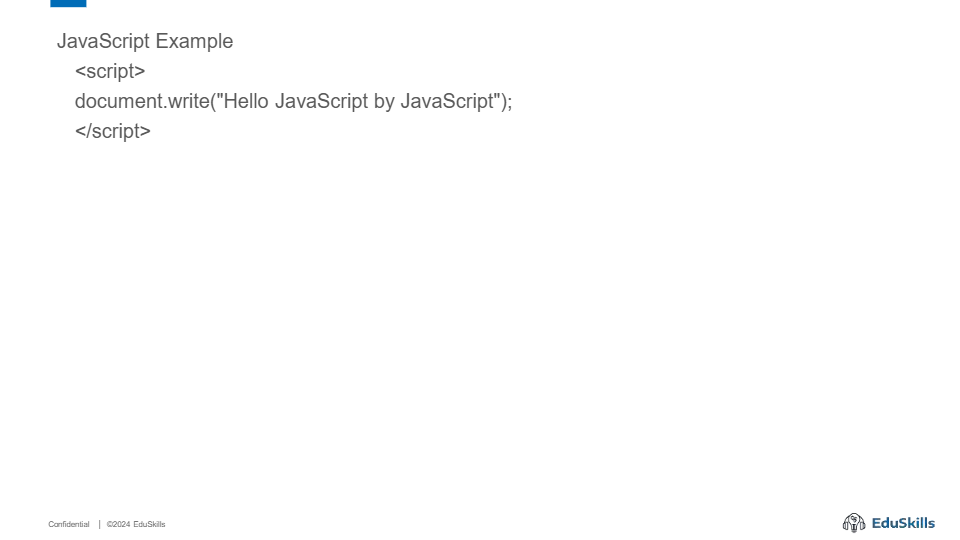 JavaScript Example
<script>
document.write("Hello JavaScript by JavaScript");
</script>
Confidential | ©2024 EduSkills
EduSkills